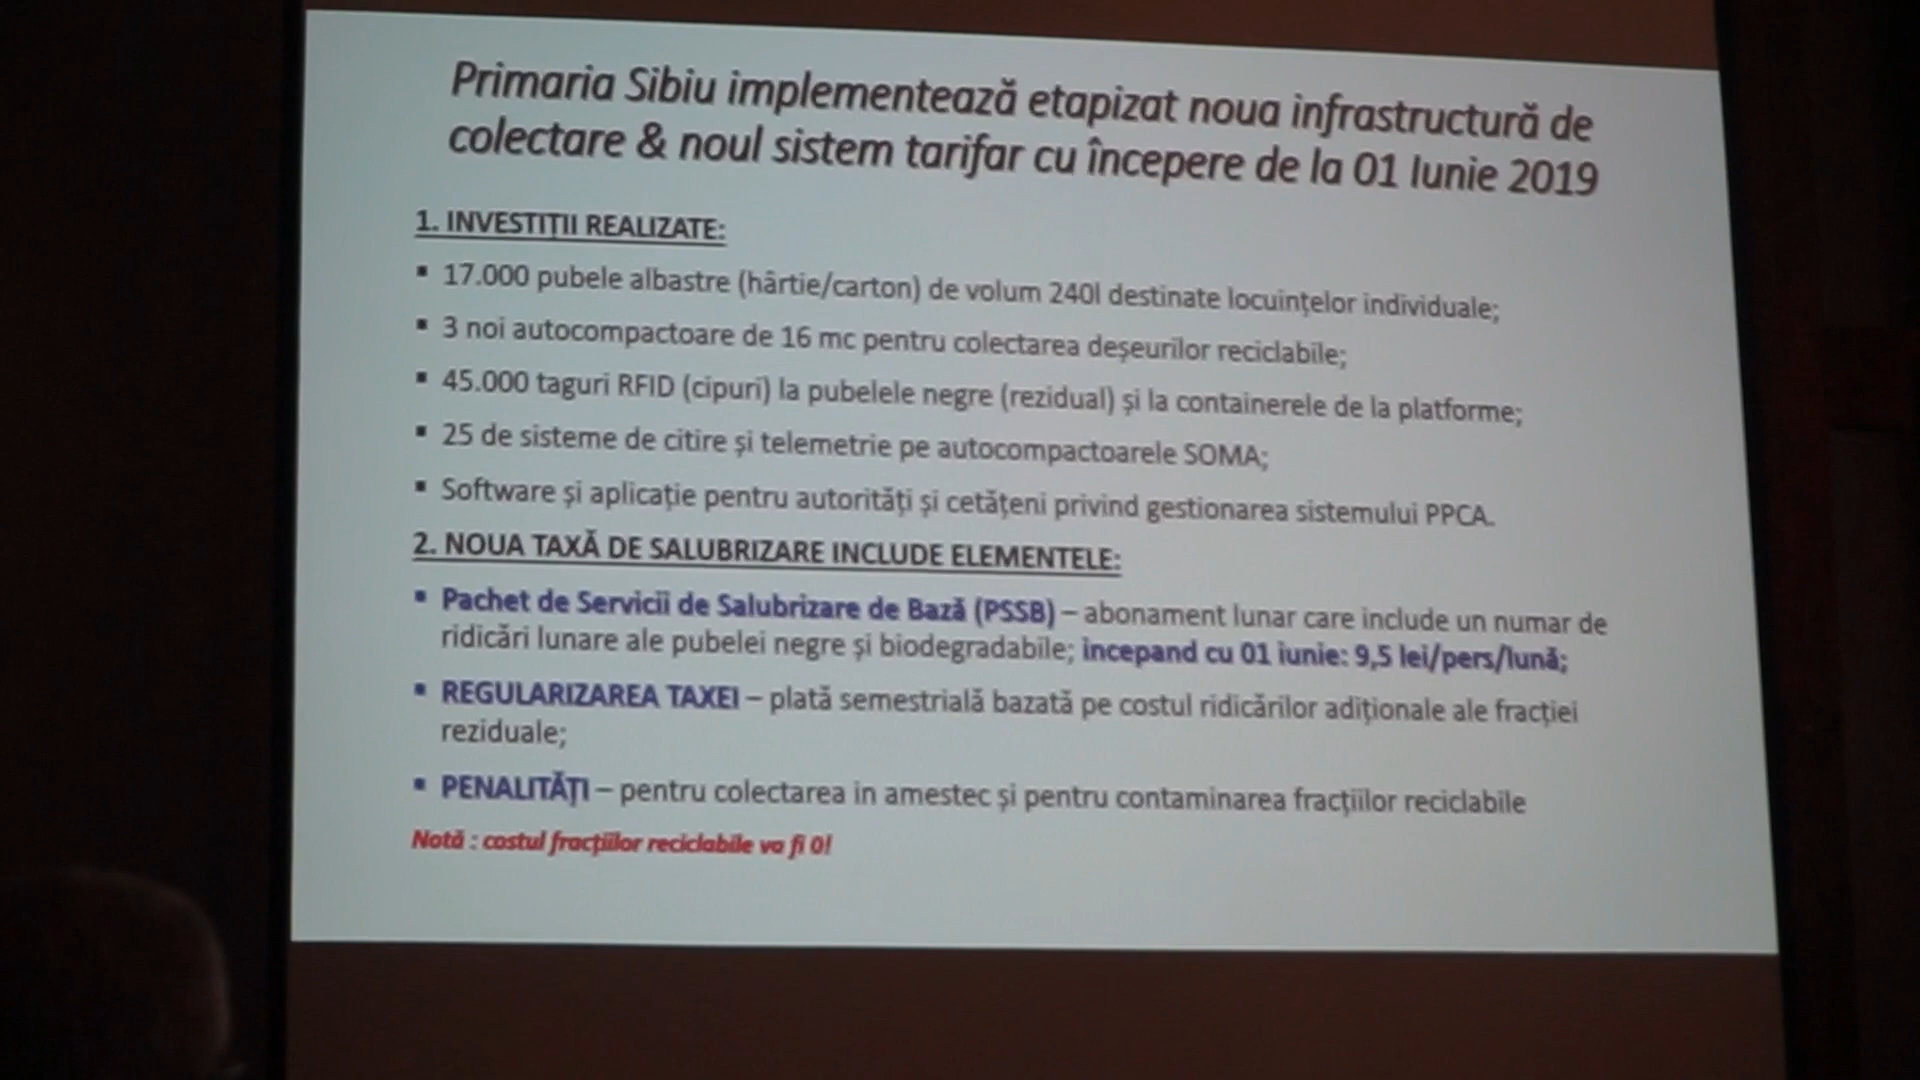 Primaria Sibiu implementează etapizat noua infrastructură de
colectare & noul sistem tarifar cu începere de la 01 Iunie 2019
1. INVESTIȚII REALIZATE:
▪ 17.000 pubele albastre (hârtie/carton) de volum 240l destinate locuințelor individuale;
▪ 3 noi autocompactoare de 16 mc pentru colectarea deșeurilor reciclabile;
▪ 45.000 taguri RFID (cipuri) la pubelele negre (rezidual) și la containerele de la platforme;
▪ 25 de sisteme de citire și telemetrie pe autocompactoarele SOMA;
▪ Software și aplicație pentru autorități și cetățeni privind gestionarea sistemului PPCA.
2. NOUA TAXĂ DE SALUBRIZARE INCLUDE ELEMENTELE:
▪ Pachet de Servicii de Salubrizare de Bază (PSSB) – abonament lunar care include un numar de
ridicări lunare ale pubelei negre și biodegradabile; începand cu 01 iunie: 9,5 lei/pers/lună;
▪ REGULARIZAREA TAXEI – plată semestrială bazată pe costul ridicărilor adiționale ale fracției
reziduale;
▪ PENALITĂȚI – pentru colectarea in amestec și pentru contaminarea fracțiilor reciclabile
Notă : costul fracțiilor reciclabile va fi 0!